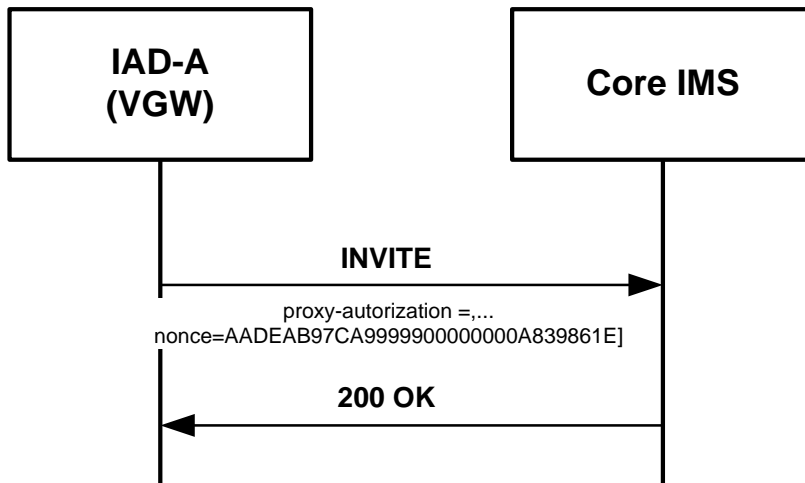 IAD-A
(VGW)
Core IMS
INVITE
proxy-autorization =,...
nonce=AADEAB97CA9999900000000A839861E]
200 OK